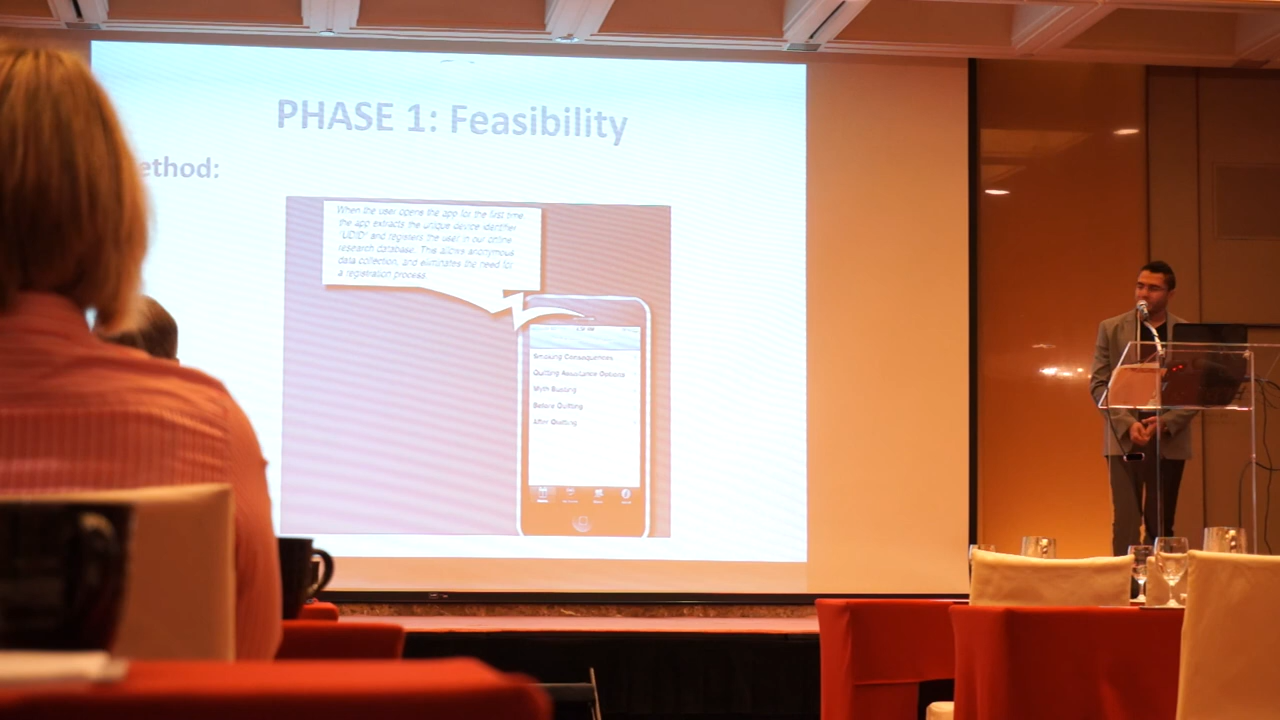 PHASE 1: Feasibility
ethod:
When the user opens the app for the first time
the app extracts the unique device identifier
'UDID' and registers the user in our online
research database. This allows anonymous
data collection, and eliminates the need for
a registration process
Smoking Consequences
Quitting Assistance Options
Myth Busting
Before Quitting
After Quitting